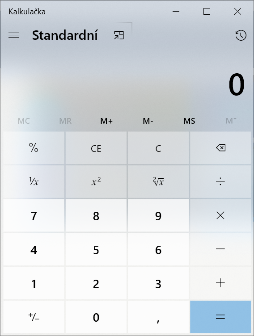 Kalkulačka
Standardní
0
MC MR M+ M- MS M˅
% CE C
⅟x x² ²√x ÷
7 8 9 ×
4 5 6 −
1 2 3 +
⁺/₋ 0 , =